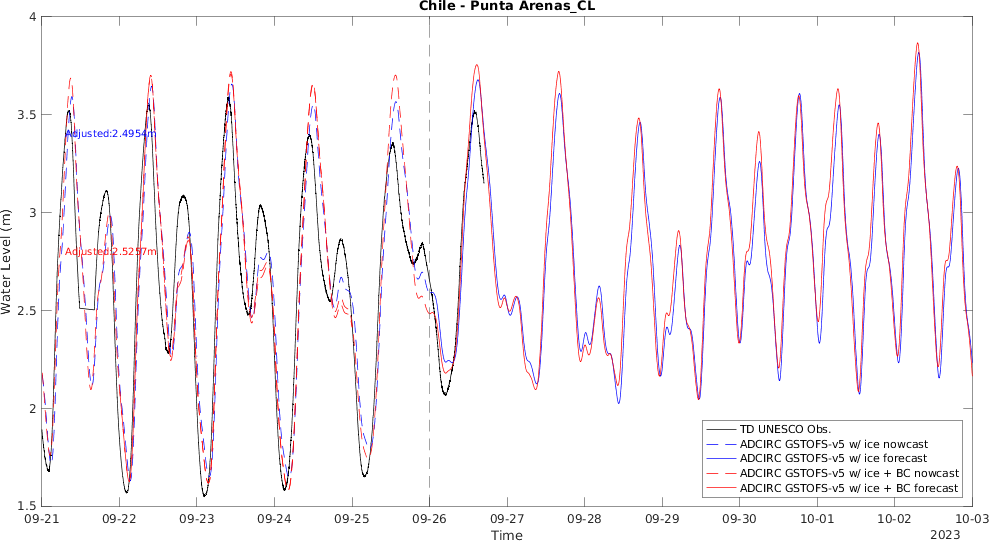 Chile - Punta Arenas_CL
4
3.5
3
2.5
2
1.5
Water Level (m)
Adjusted:2.4954m
Adjusted:2.5257m
TD UNESCO Obs.
ADCIRC GSTOFS-v5 w/ ice nowcast
ADCIRC GSTOFS-v5 w/ ice forecast
ADCIRC GSTOFS-v5 w/ ice + BC nowcast
ADCIRC GSTOFS-v5 w/ ice + BC forecast
09-21 09-22 09-23 09-24 09-25 09-26 09-27 09-28 09-29 09-30 10-01 10-02 10-03
Time
2023